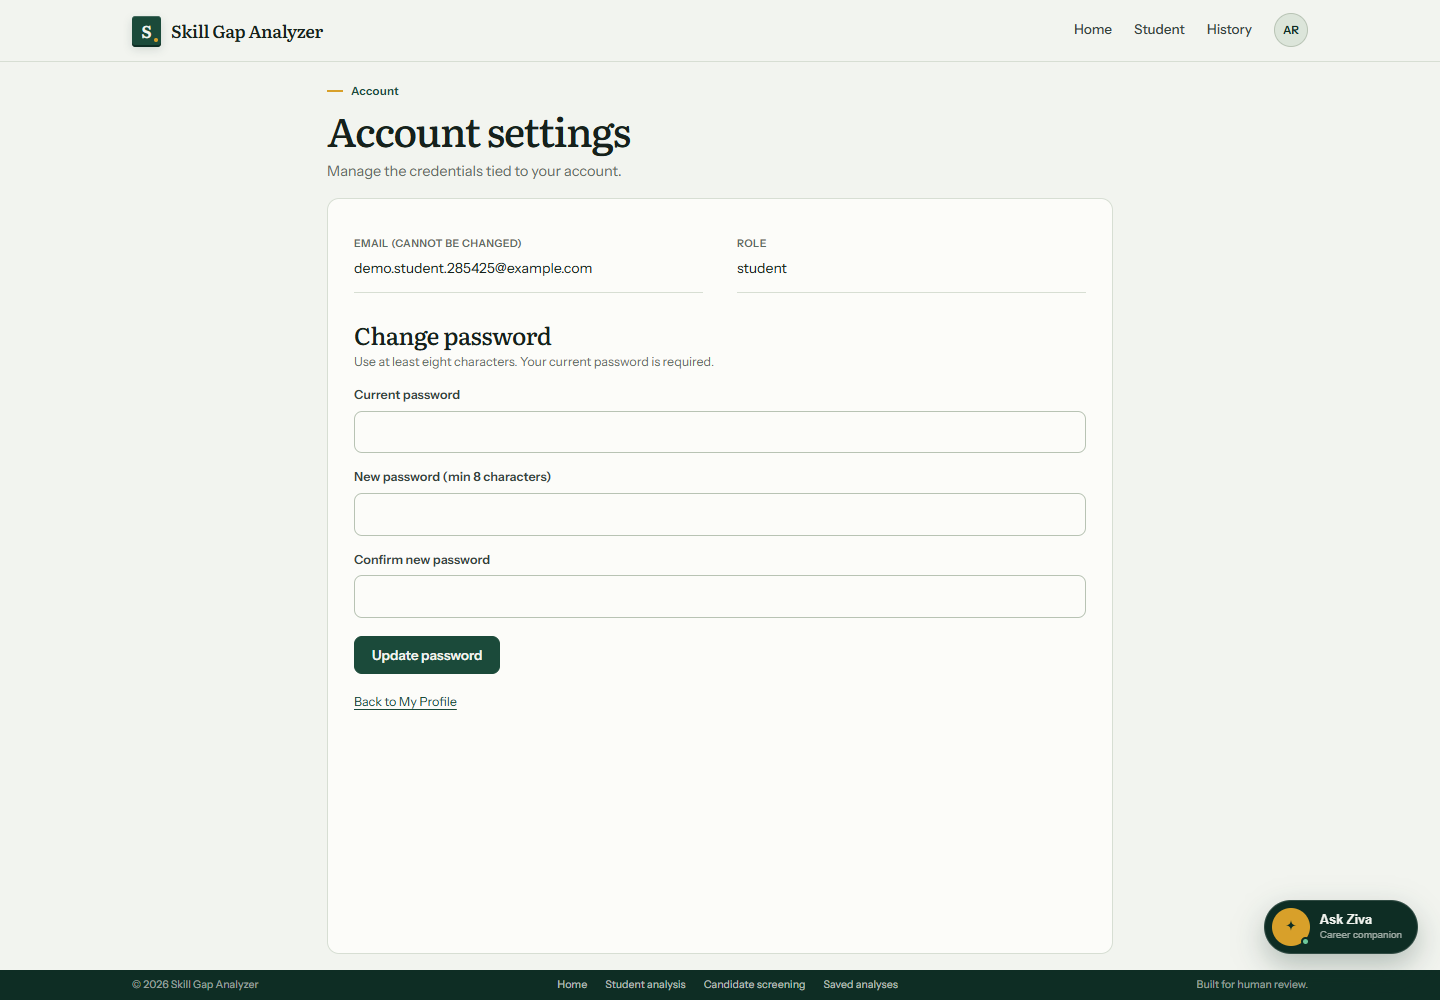 S. Skill Gap Analyzer
Home Student History AR
Account
Account settings
Manage the credentials tied to your account.
EMAIL (CANNOT BE CHANGED)
demo.student.285425@example.com
ROLE
student
Change password
Use at least eight characters. Your current password is required.
Current password
New password (min 8 characters)
Confirm new password
Update password
Back to My Profile
Ask Ziva
Career companion
© 2026 Skill Gap Analyzer
Home Student analysis Candidate screening Saved analyses
Built for human review.